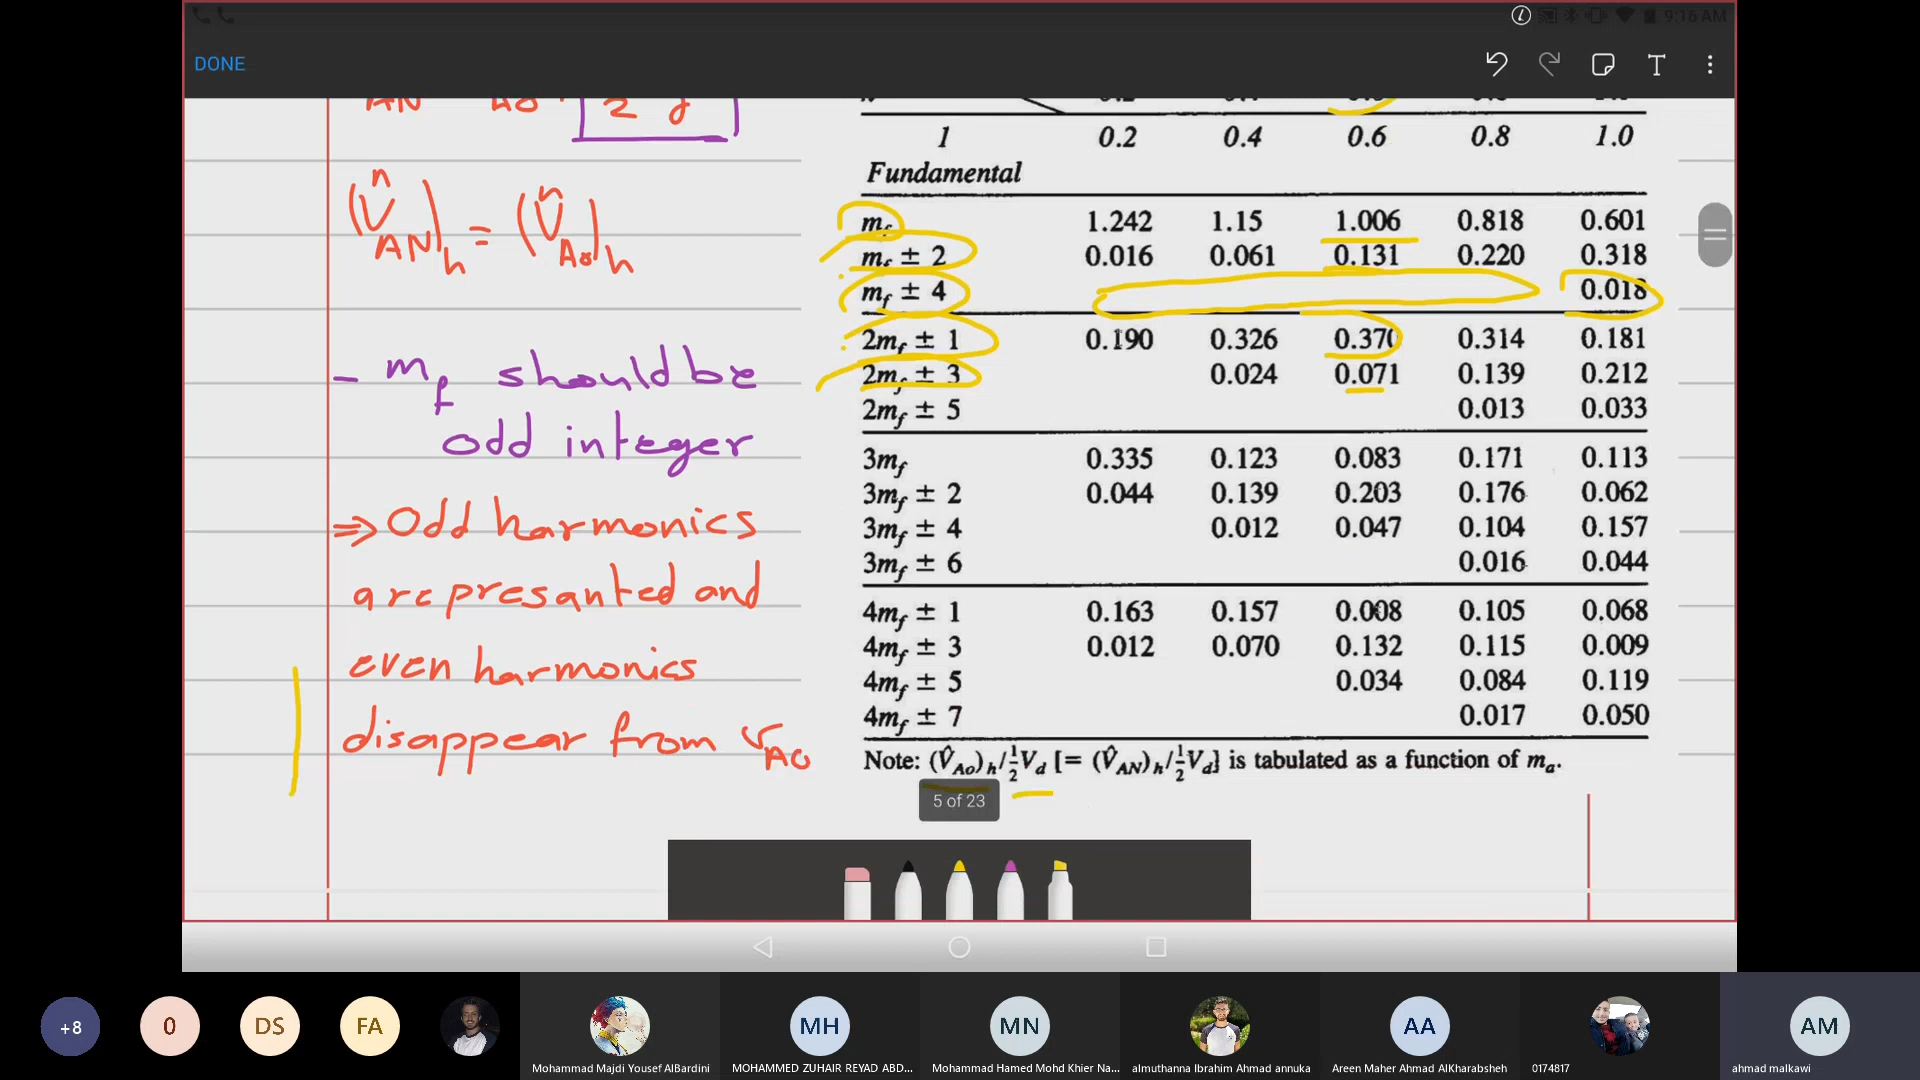 9:16 AM
DONE
T
AN AO 2 d
(V̂AN)h = (V̂Ao)h
- mf should be
odd integer
⇒ Odd harmonics
are presanted and
even harmonics
disappear from VAO
1 0.2 0.4 0.6 0.8 1.0
Fundamental
mf 1.242 1.15 1.006 0.818 0.601
mf ± 2 0.016 0.061 0.131 0.220 0.318
mf ± 4 0.018
2mf ± 1 0.190 0.326 0.370 0.314 0.181
2mf ± 3 0.024 0.071 0.139 0.212
2mf ± 5 0.013 0.033
3mf 0.335 0.123 0.083 0.171 0.113
3mf ± 2 0.044 0.139 0.203 0.176 0.062
3mf ± 4 0.012 0.047 0.104 0.157
3mf ± 6 0.016 0.044
4mf ± 1 0.163 0.157 0.008 0.105 0.068
4mf ± 3 0.012 0.070 0.132 0.115 0.009
4mf ± 5 0.034 0.084 0.119
4mf ± 7 0.017 0.050
Note: (V̂Ao)h/½Vd [= (V̂AN)h/½Vd] is tabulated as a function of ma.
5 of 23
+8 0 DS FA MH MN AA AM
Mohammad Majdi Yousef AlBardini
MOHAMMED ZUHAIR REYAD ABD...
Mohammad Hamed Mohd Khier Na...
almuthanna Ibrahim Ahmad annuka
Areen Maher Ahmad AlKharabsheh
0174817
ahmad malkawi